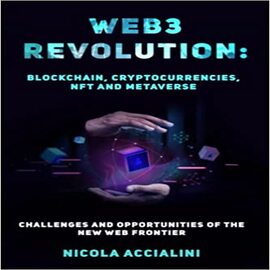 WEB3
REVOLUTION:
BLOCKCHAIN, CRYPTOCURRENCIES,
NFT AND METAVERSE
CHALLENGES AND OPPORTUNITIES OF THE
NEW WEB FRONTIER
NICOLA ACCIALINI